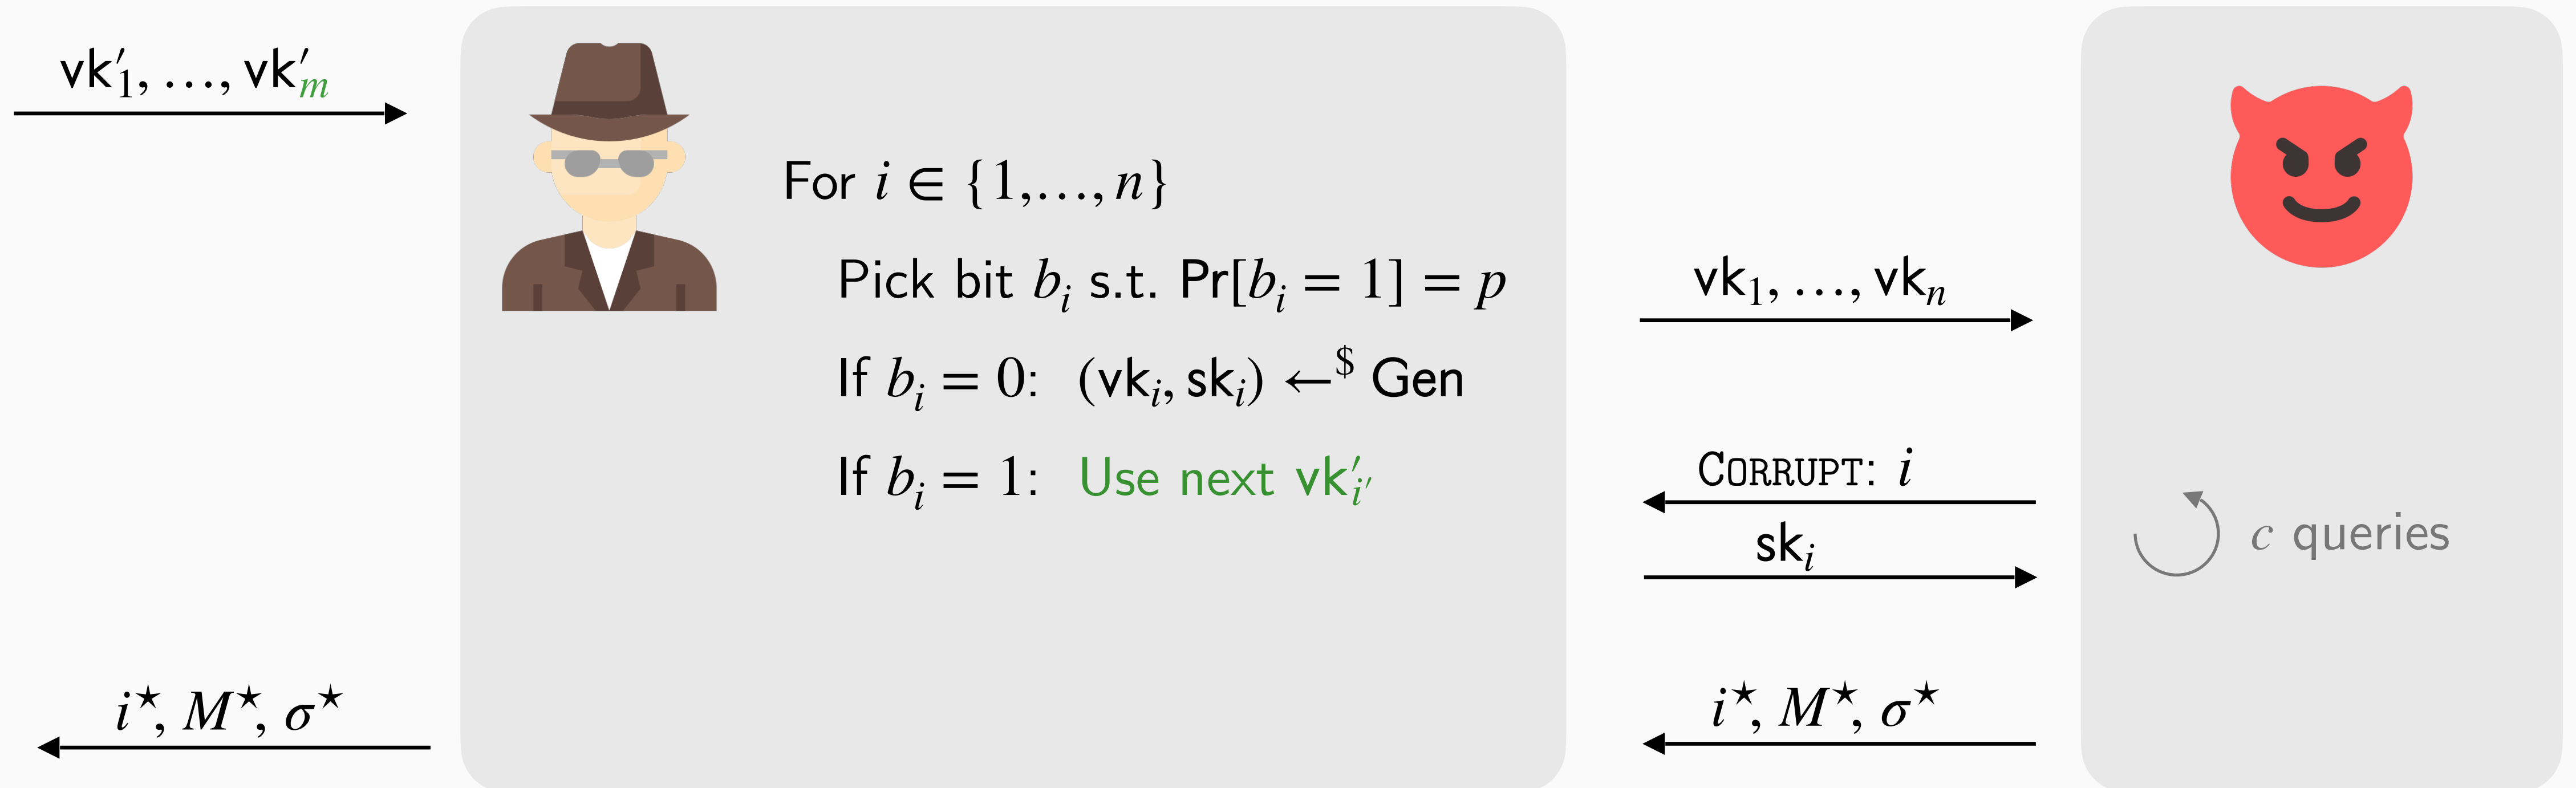 vk′₁, …, vk′ₘ
For i ∈ {1,…, n}
Pick bit bᵢ s.t. Pr[bᵢ = 1] = p
If bᵢ = 0: (vkᵢ, skᵢ) ←$ Gen
If bᵢ = 1: Use next vk′ᵢ′
vk₁, …, vkₙ
CORRUPT: i
skᵢ
c queries
i★, M★, σ★
i★, M★, σ★